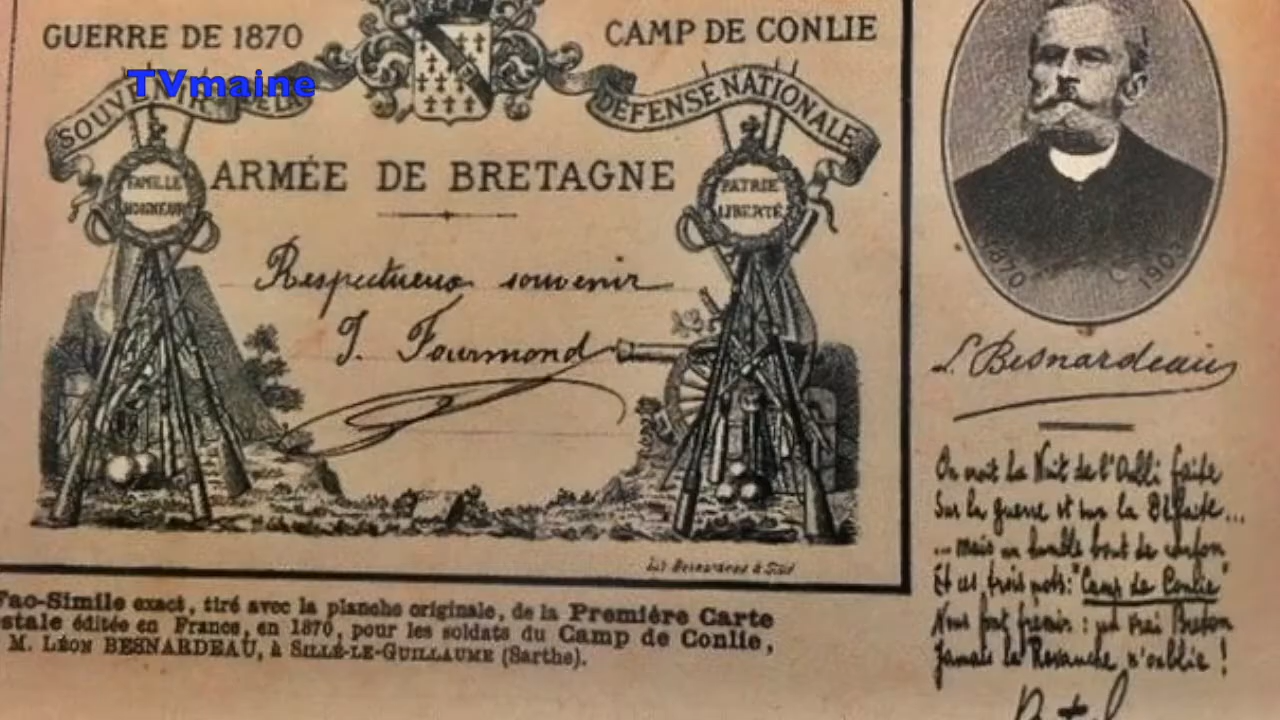 GUERRE DE 1870
CAMP DE CONLIE
TVmaine
SOUVENIR DE LA
DÉFENSE NATIONALE
FAMILLE
HONNEUR
ARMÉE DE BRETAGNE
PATRIE
LIBERTÉ
Respectueux souvenir
J. Fourmond
1870
L. Besnardeau
On croit la Nuit de l'Oubli faite
Sur la guerre et sur la Défaite...
...mais un humble bout de carton
Et ces trois mots: "Camp de Conlie"
Nous font frémir: un vrai Breton
Jamais la Revanche n'oublie!
Fac-Simile exact, tiré avec la planche originale, de la Première Carte
stale éditée en France, en 1870, pour les soldats du Camp de Conlie,
M. LÉON BESNARDEAU, à SILLÉ-LE-GUILLAUME (Sarthe).